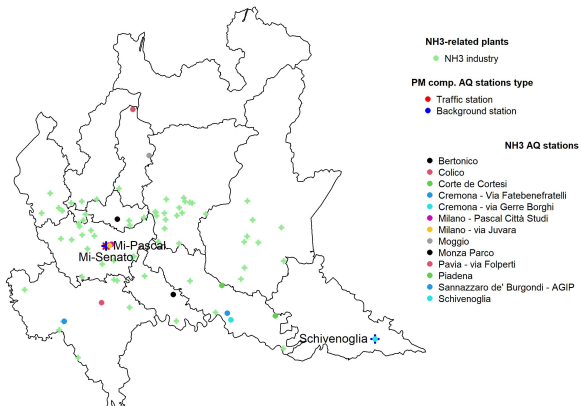 NH3-related plants
NH3 industry
PM comp. AQ stations type
Traffic station
Background station
NH3 AQ stations
Bertonico
Colico
Corte de Cortesi
Cremona - Via Fatebenefratelli
Cremona - via Gerre Borghi
Milano - Pascal Città Studi
Milano - via Juvara
Moggio
Monza Parco
Pavia - via Folperti
Piadena
Sannazzaro de' Burgondi - AGIP
Schivenoglia
Mi-Pascal
Mi-Senato
Schivenoglia